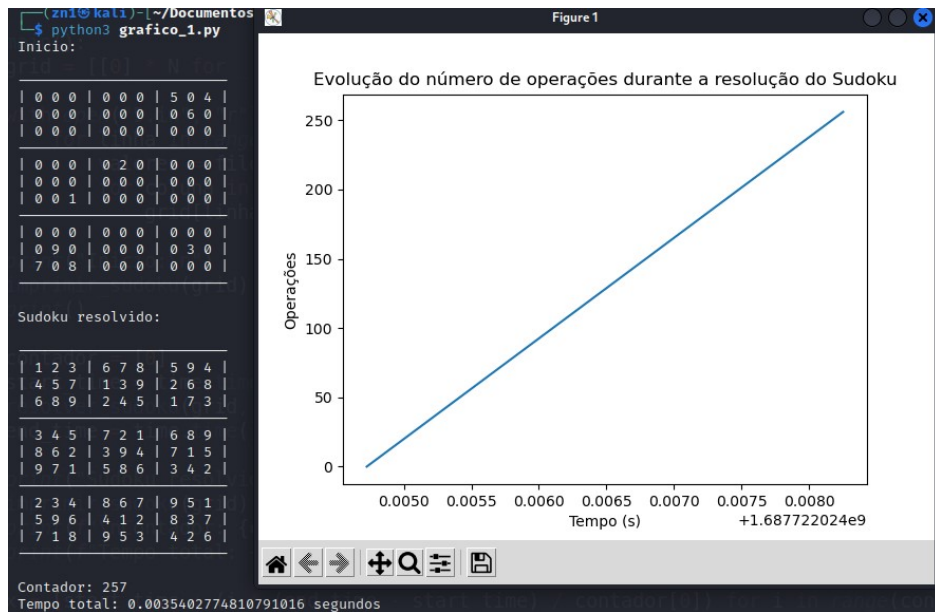 (zn1㉿kali)-[~/Documentos
$ python3 grafico_1.py
Inicio:
| 0 0 0 | 0 0 0 | 5 0 4 |
| 0 0 0 | 0 0 0 | 0 6 0 |
| 0 0 0 | 0 0 0 | 0 0 0 |
| 0 0 0 | 0 2 0 | 0 0 0 |
| 0 0 0 | 0 0 0 | 0 0 0 |
| 0 0 1 | 0 0 0 | 0 0 0 |
| 0 0 0 | 0 0 0 | 0 0 0 |
| 0 9 0 | 0 0 0 | 0 3 0 |
| 7 0 8 | 0 0 0 | 0 0 0 |
Sudoku resolvido:
| 1 2 3 | 6 7 8 | 5 9 4 |
| 4 5 7 | 1 3 9 | 2 6 8 |
| 6 8 9 | 2 4 5 | 1 7 3 |
| 3 4 5 | 7 2 1 | 6 8 9 |
| 8 6 2 | 3 9 4 | 7 1 5 |
| 9 7 1 | 5 8 6 | 3 4 2 |
| 2 3 4 | 8 6 7 | 9 5 1 |
| 5 9 6 | 4 1 2 | 8 3 7 |
| 7 1 8 | 9 5 3 | 4 2 6 |
Contador: 257
Tempo total: 0.0035402774810791016 segundos
Figure 1
Evolução do número de operações durante a resolução do Sudoku
Operações
250
200
150
100
50
0
0.0050 0.0055 0.0060 0.0065 0.0070 0.0075 0.0080
Tempo (s)
+1.687722024e9